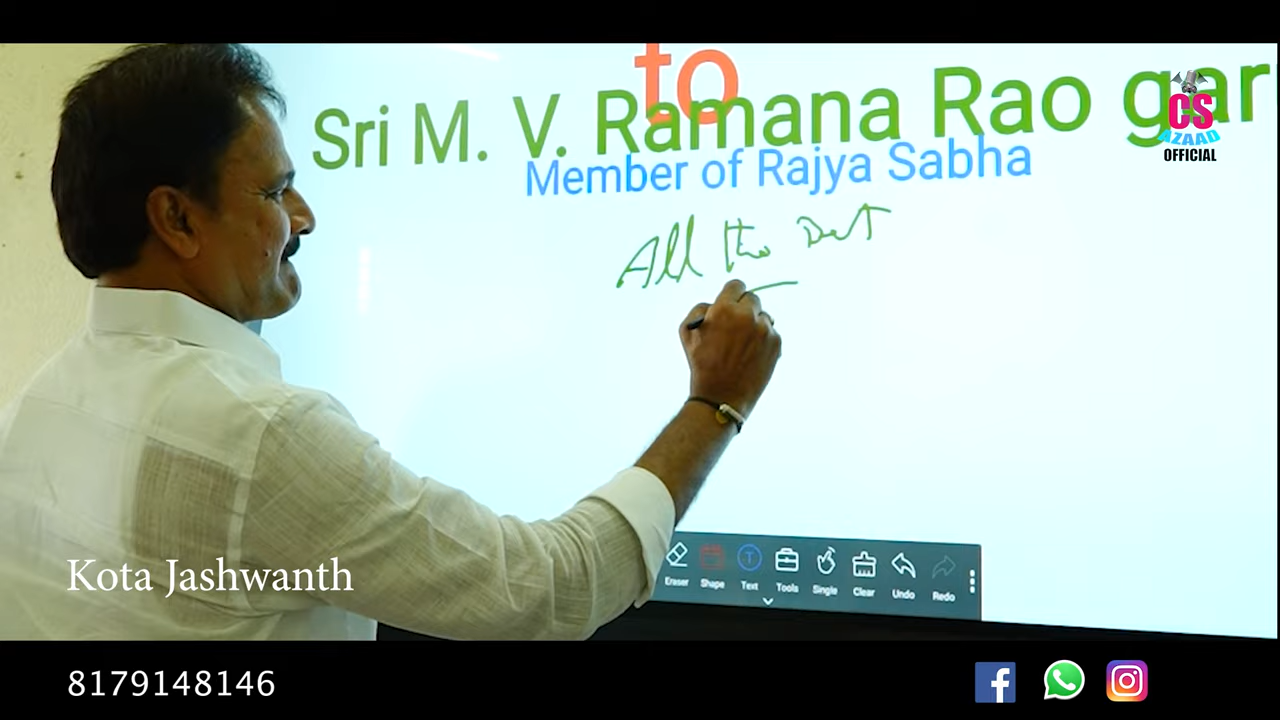 to
Sri M. V. Ramana Rao gar
Member of Rajya Sabha
All the Best
CS
AZAAD
OFFICIAL
Eraser Shape Text Tools Single Clear Undo Redo
Kota Jashwanth
8179148146